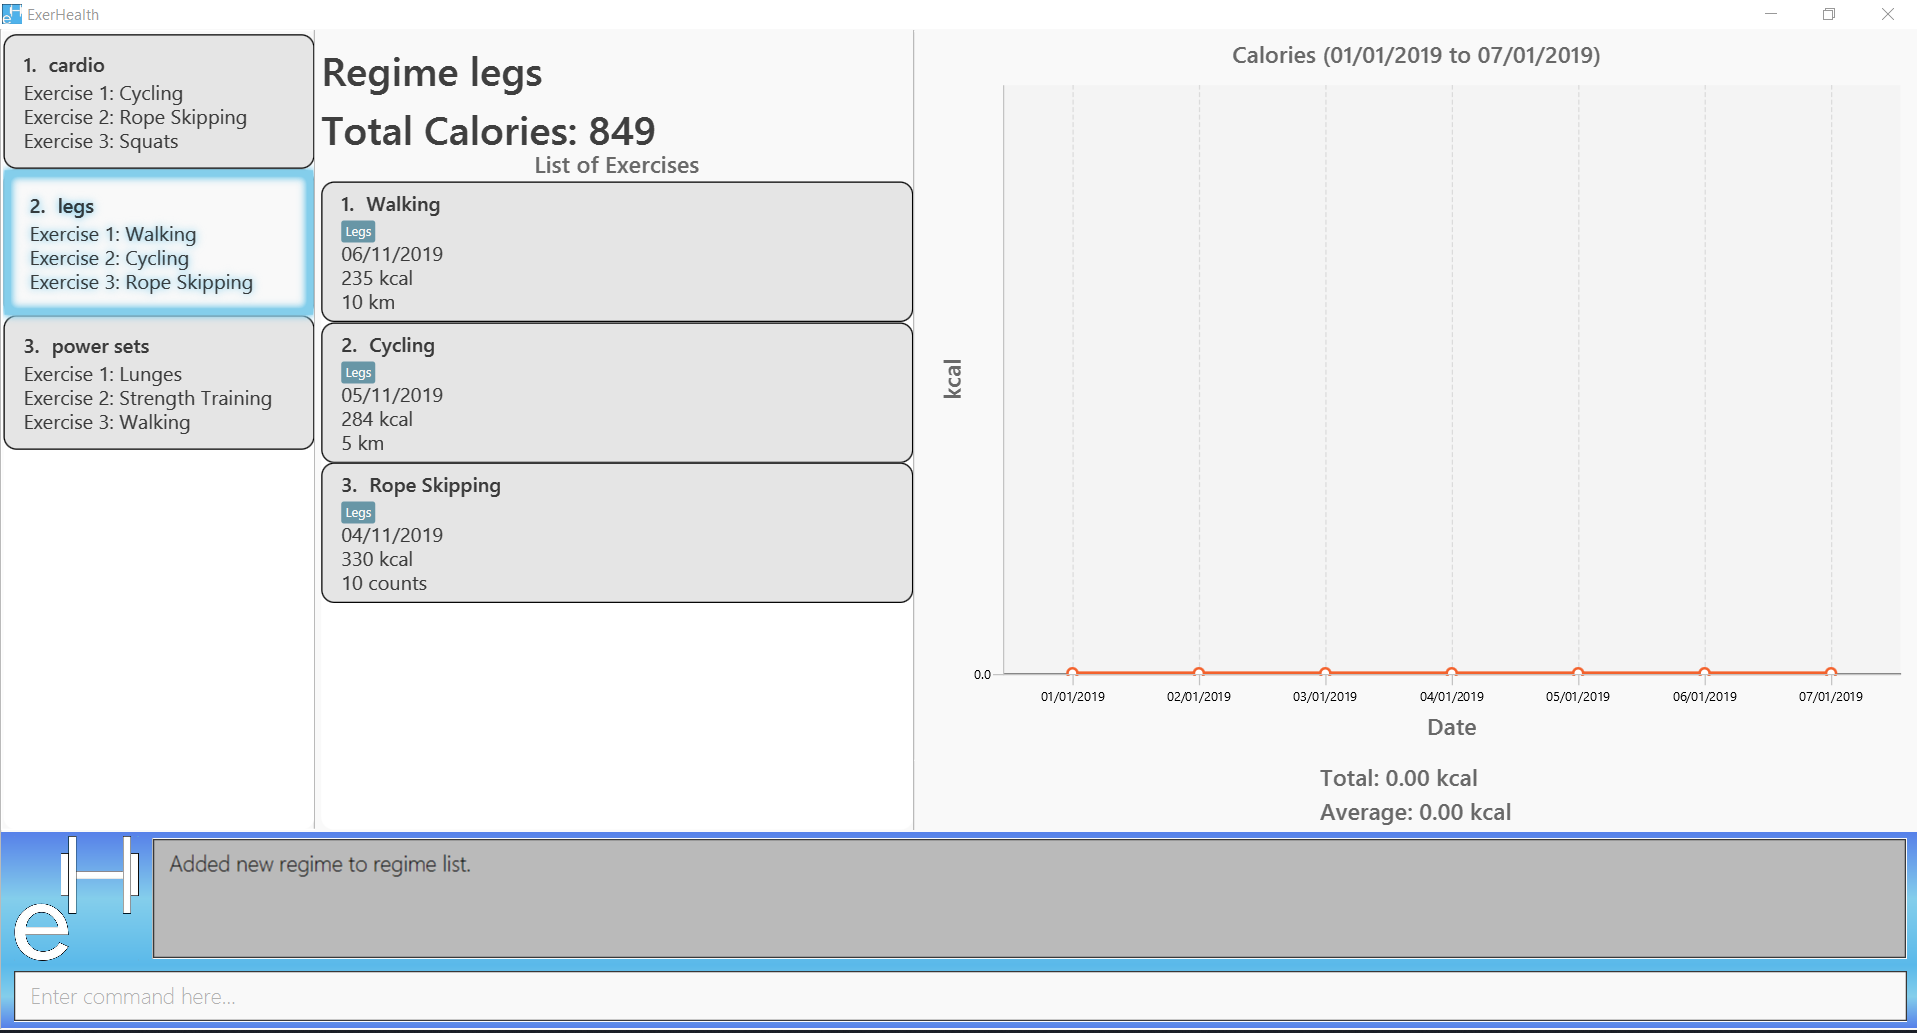 ExerHealth
1. cardio
Exercise 1: Cycling
Exercise 2: Rope Skipping
Exercise 3: Squats
2. legs
Exercise 1: Walking
Exercise 2: Cycling
Exercise 3: Rope Skipping
3. power sets
Exercise 1: Lunges
Exercise 2: Strength Training
Exercise 3: Walking
Regime legs
Total Calories: 849
List of Exercises
1. Walking
Legs
06/11/2019
235 kcal
10 km
2. Cycling
Legs
05/11/2019
284 kcal
5 km
3. Rope Skipping
Legs
04/11/2019
330 kcal
10 counts
Calories (01/01/2019 to 07/01/2019)
kcal
0.0
01/01/2019 02/01/2019 03/01/2019 04/01/2019 05/01/2019 06/01/2019 07/01/2019
Date
Total: 0.00 kcal
Average: 0.00 kcal
eH
Added new regime to regime list.
Enter command here...